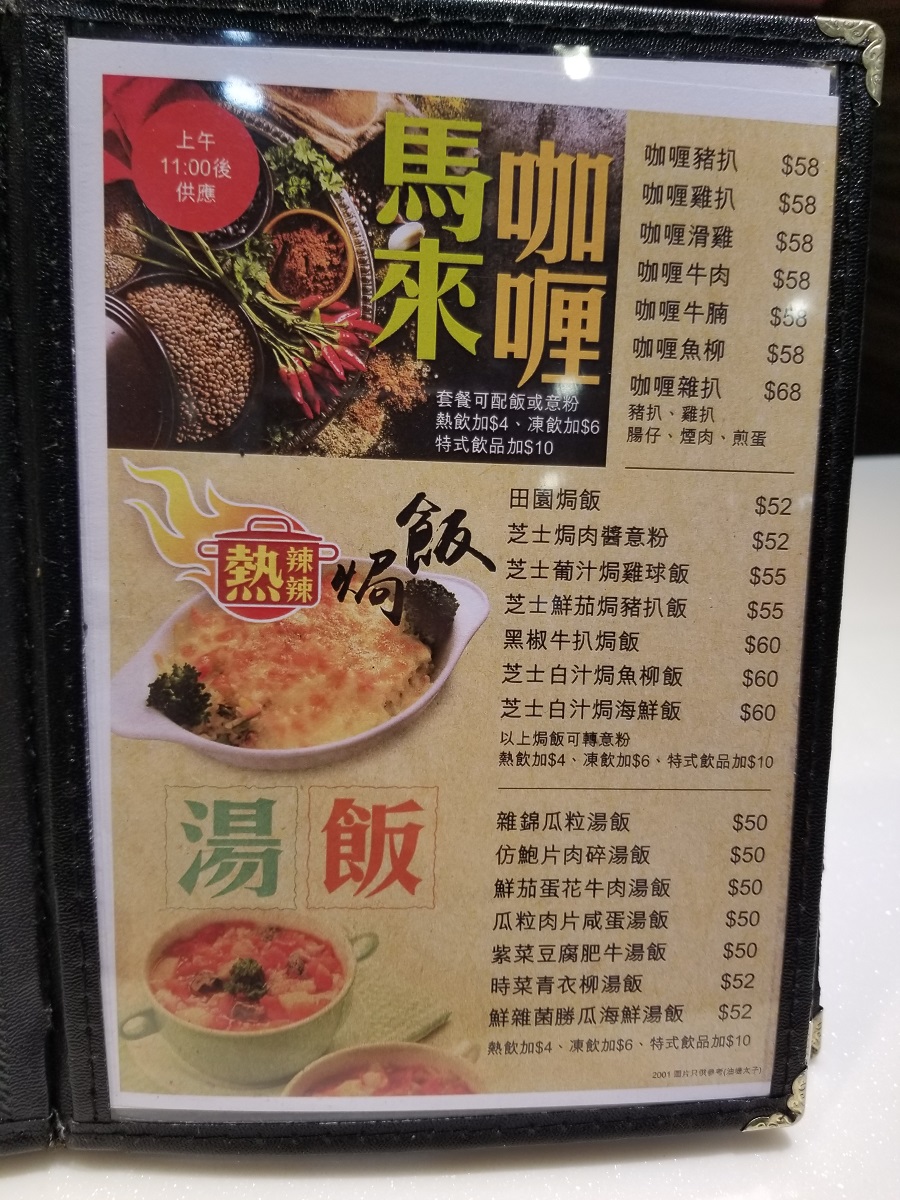 上午
11:00後
供應
馬來
咖喱
套餐可配飯或意粉
熱飲加$4、凍飲加$6
特式飲品加$10
咖喱豬扒 $58
咖喱雞扒 $58
咖喱滑雞 $58
咖喱牛肉 $58
咖喱牛腩 $58
咖喱魚柳 $58
咖喱雜扒 $68
豬扒、雞扒
腸仔、煙肉、煎蛋
熱辣辣
焗飯
田園焗飯 $52
芝士焗肉醬意粉 $52
芝士葡汁焗雞球飯 $55
芝士鮮茄焗豬扒飯 $55
黑椒牛扒焗飯 $60
芝士白汁焗魚柳飯 $60
芝士白汁焗海鮮飯 $60
以上焗飯可轉意粉
熱飲加$4、凍飲加$6、特式飲品加$10
湯飯
雜錦瓜粒湯飯 $50
仿鮑片肉碎湯飯 $50
鮮茄蛋花牛肉湯飯 $50
瓜粒肉片咸蛋湯飯 $50
紫菜豆腐肥牛湯飯 $50
時菜青衣柳湯飯 $52
鮮雜菌勝瓜海鮮湯飯 $52
熱飲加$4、凍飲加$6、特式飲品加$10
2001 圖片只供參考(油塘太子)